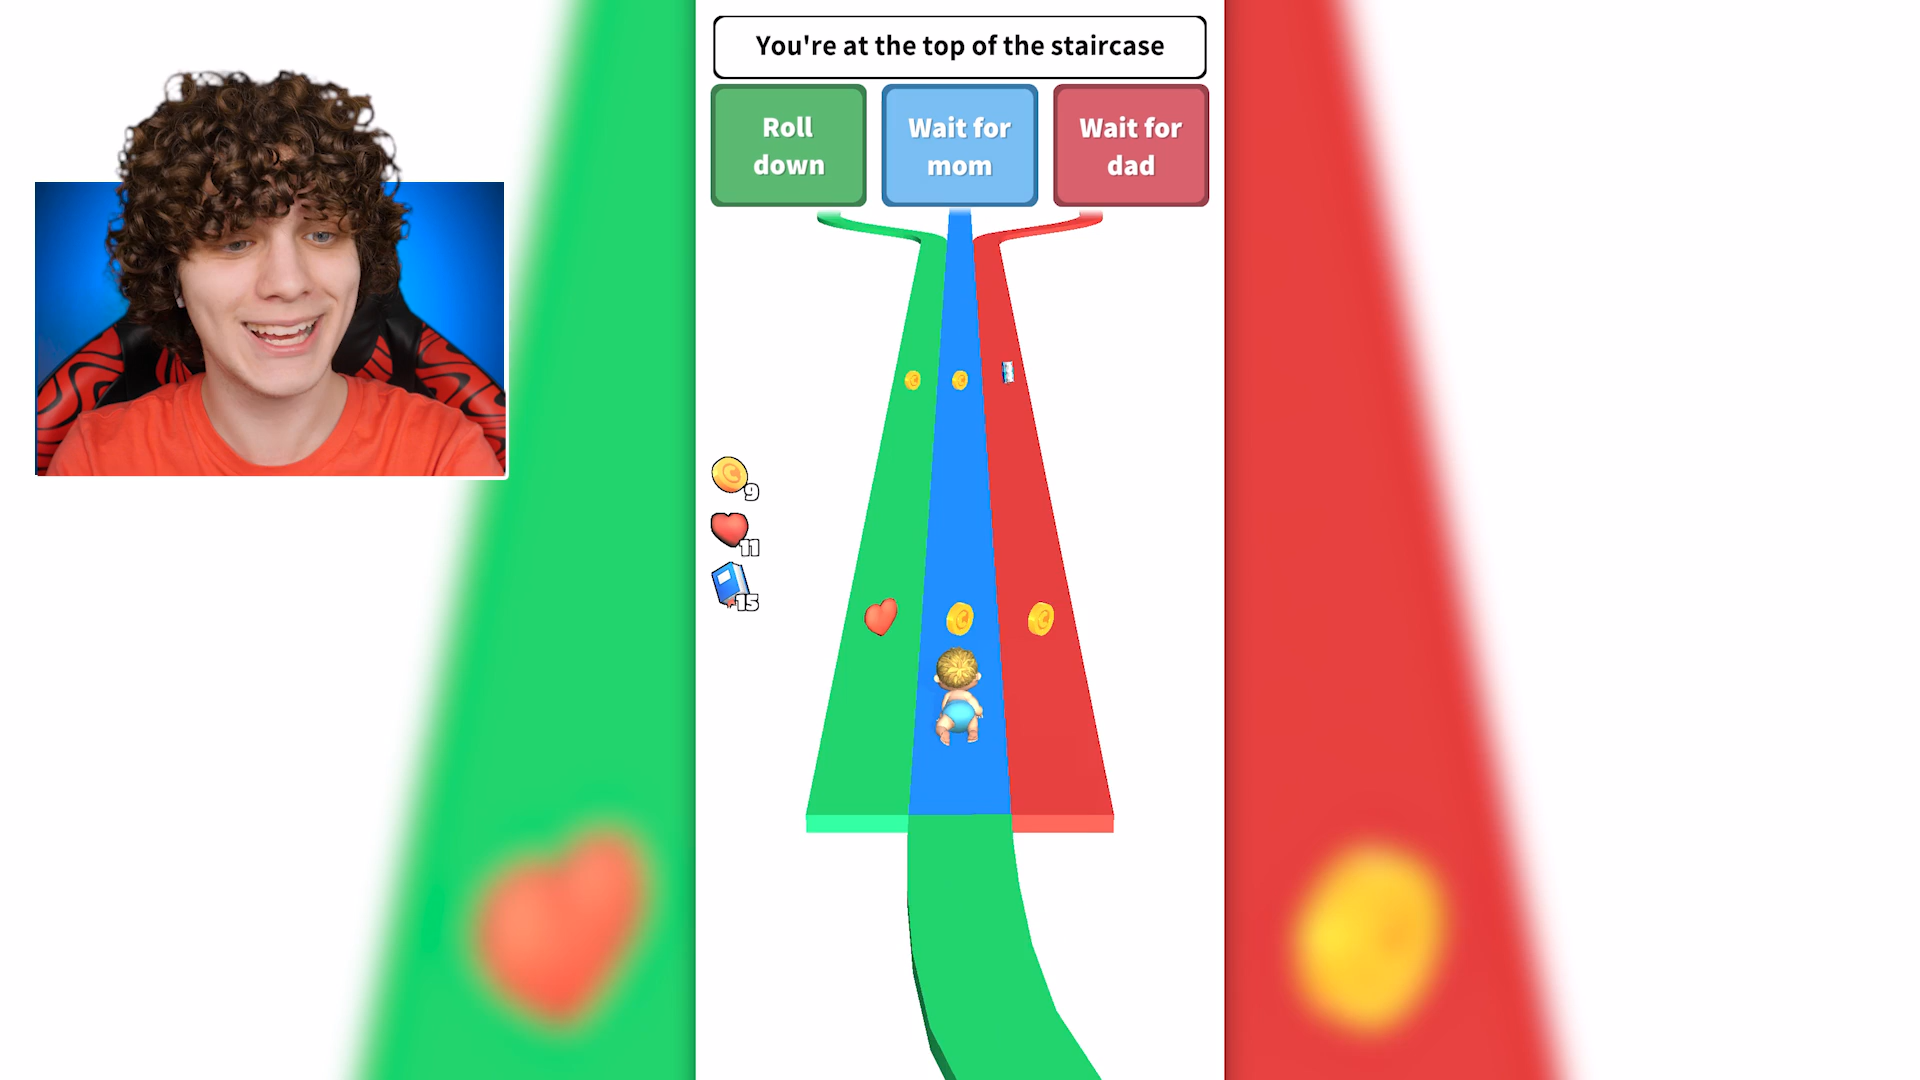 You're at the top of the staircase
Roll
down
Wait for
mom
Wait for
dad
9
11
15